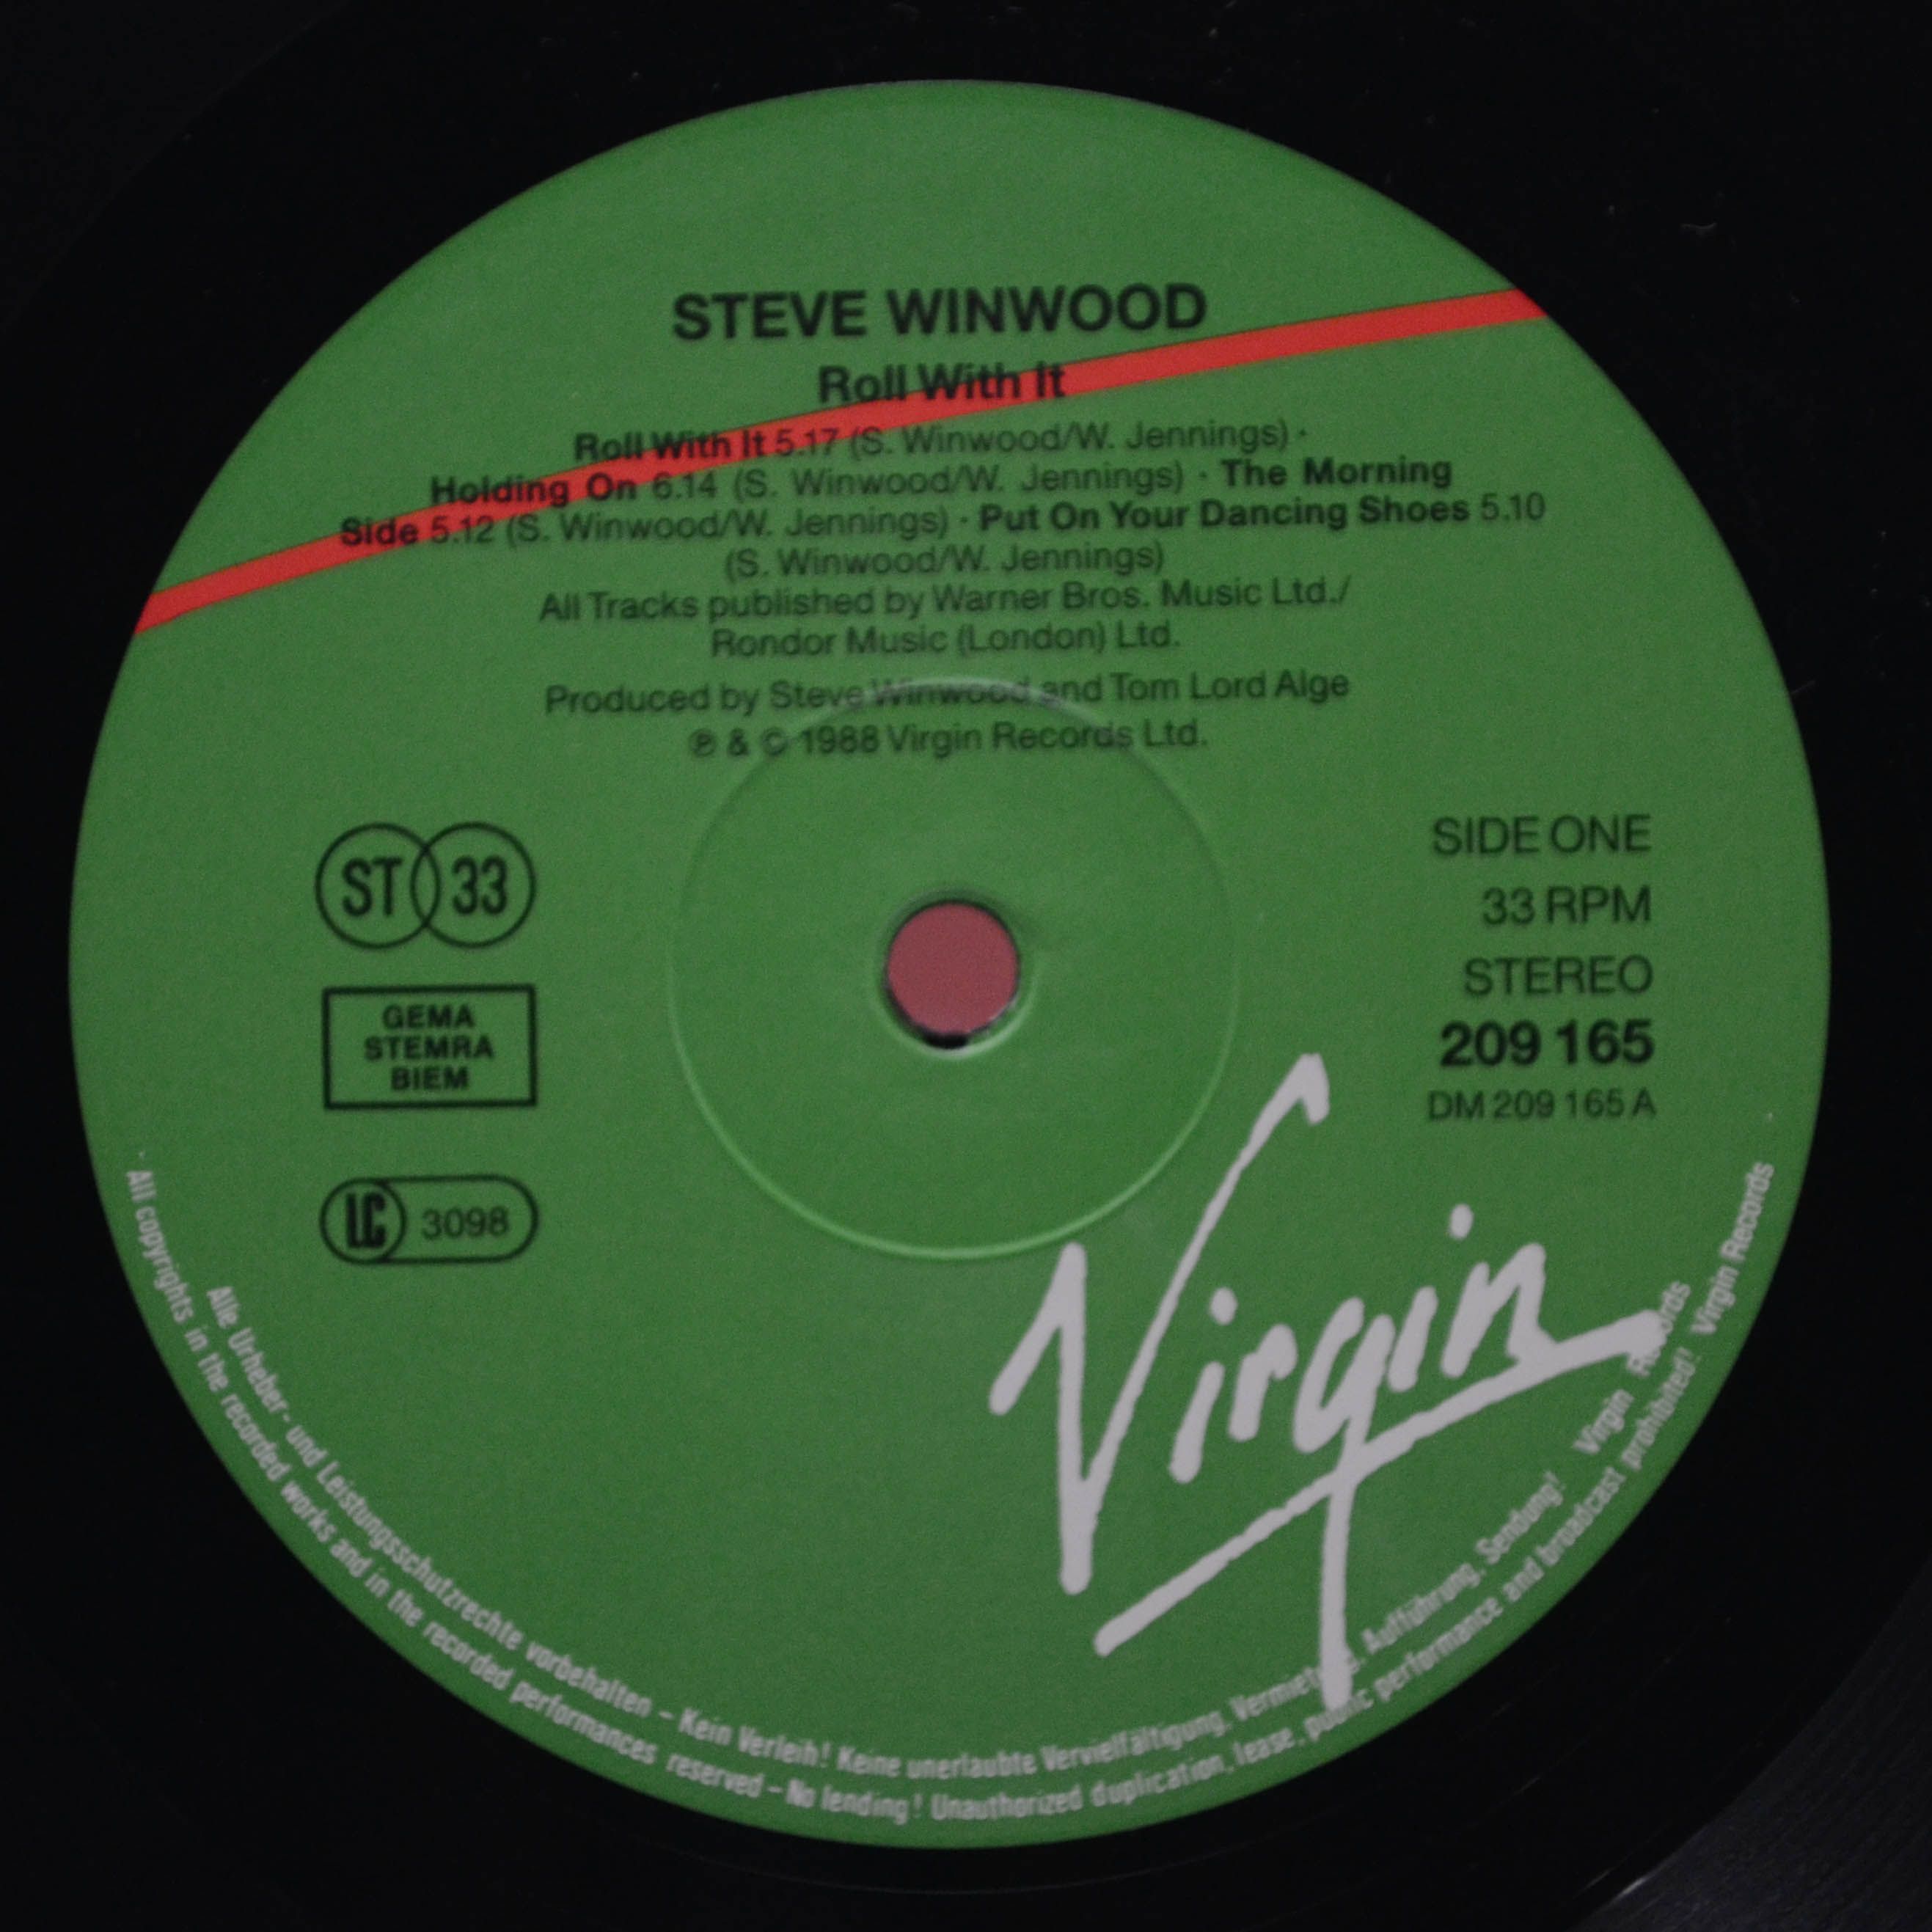 STEVE WINWOOD
Roll With It
Roll With It 5.17 (S. Winwood/W. Jennings) ·
Holding On 6.14 (S. Winwood/W. Jennings) · The Morning
Side 5.12 (S. Winwood/W. Jennings) · Put On Your Dancing Shoes 5.10
(S. Winwood/W. Jennings)
All Tracks published by Warner Bros. Music Ltd./
Rondor Music (London) Ltd.
Produced by Steve Winwood and Tom Lord Alge
℗ & © 1988 Virgin Records Ltd.
ST 33
GEMA
STEMRA
BIEM
LC 3098
SIDE ONE
33 RPM
STEREO
209 165
DM 209 165 A
Virgin
Alle Urheber- und Leistungsschutzrechte vorbehalten – Kein Verleih! Keine unerlaubte Vervielfältigung, Vermietung, Aufführung, Sendung! Virgin Records
All copyrights in the recorded works and in the recorded performances reserved – No lending! Unauthorized duplication, lease, public performance and broadcast prohibited! Virgin Records